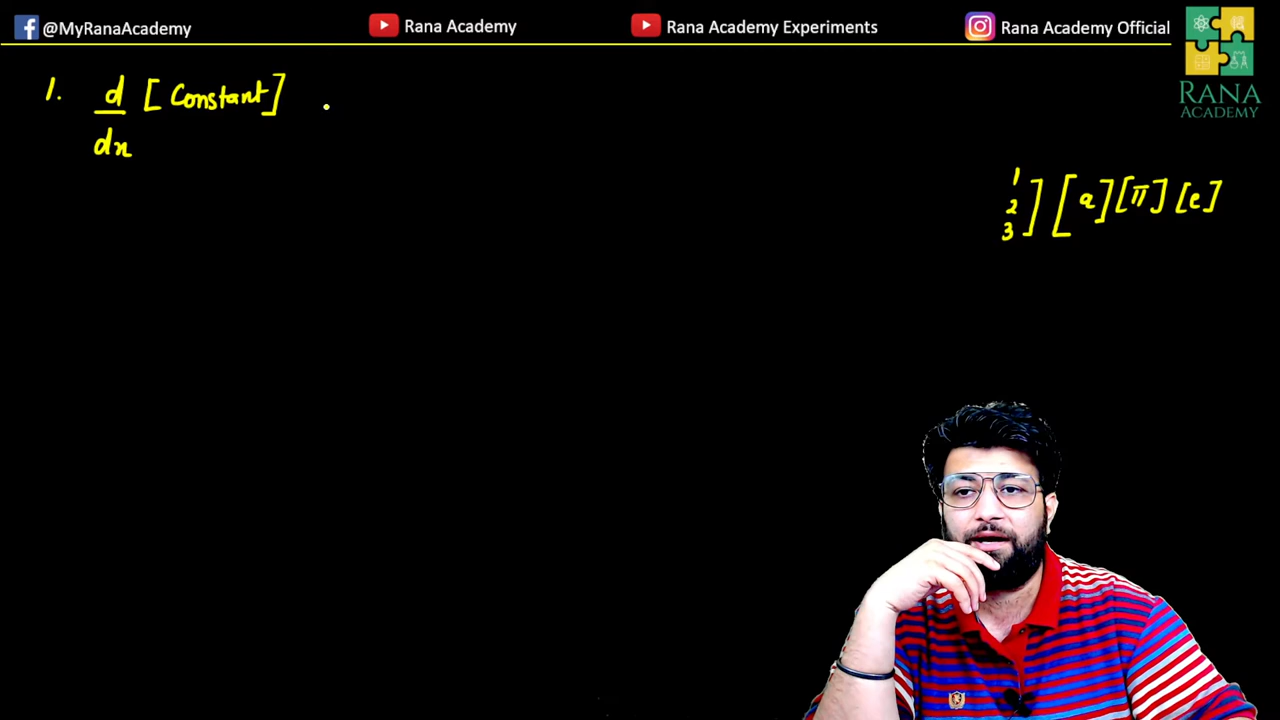 @MyRanaAcademy
Rana Academy
Rana Academy Experiments
Rana Academy Official
RANA
ACADEMY
1. d [Constant]
dx
1
2 ] [a] [π] [e]
3